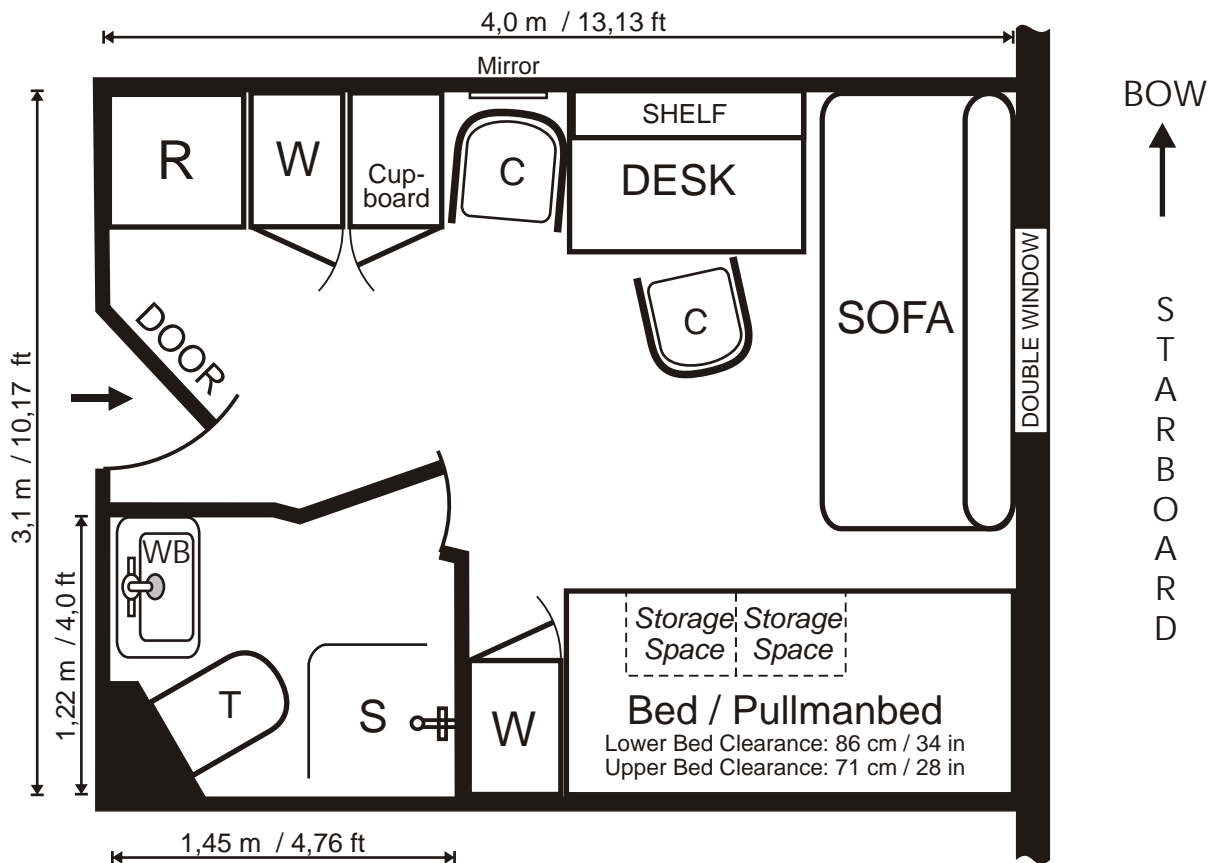 4,0 m / 13,13 ft
Mirror
BOW
R
W
Cup-
board
C
SHELF
DESK
C
SOFA
DOUBLE WINDOW
STARBOARD
DOOR
3,1 m / 10,17 ft
1,22 m / 4,0 ft
WB
T
S
W
Storage
Space
Storage
Space
Bed / Pullmanbed
Lower Bed Clearance: 86 cm / 34 in
Upper Bed Clearance: 71 cm / 28 in
1,45 m / 4,76 ft